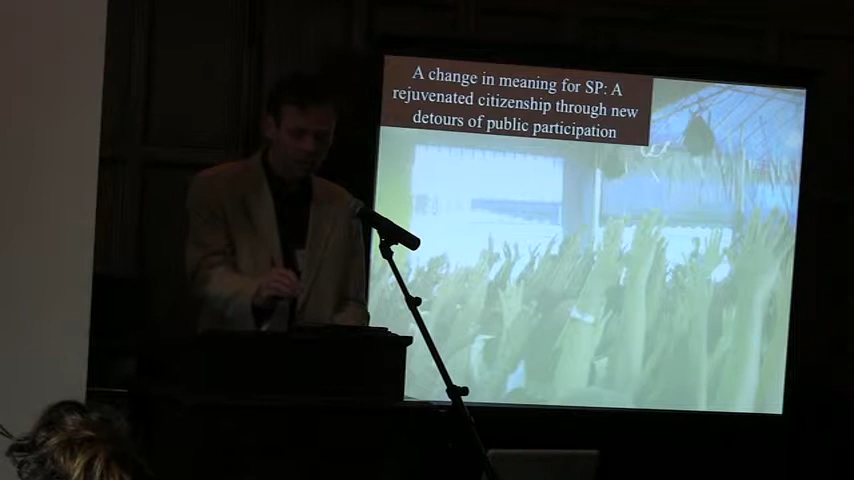 A change in meaning for SP: A
rejuvenated citizenship through new
detours of public participation